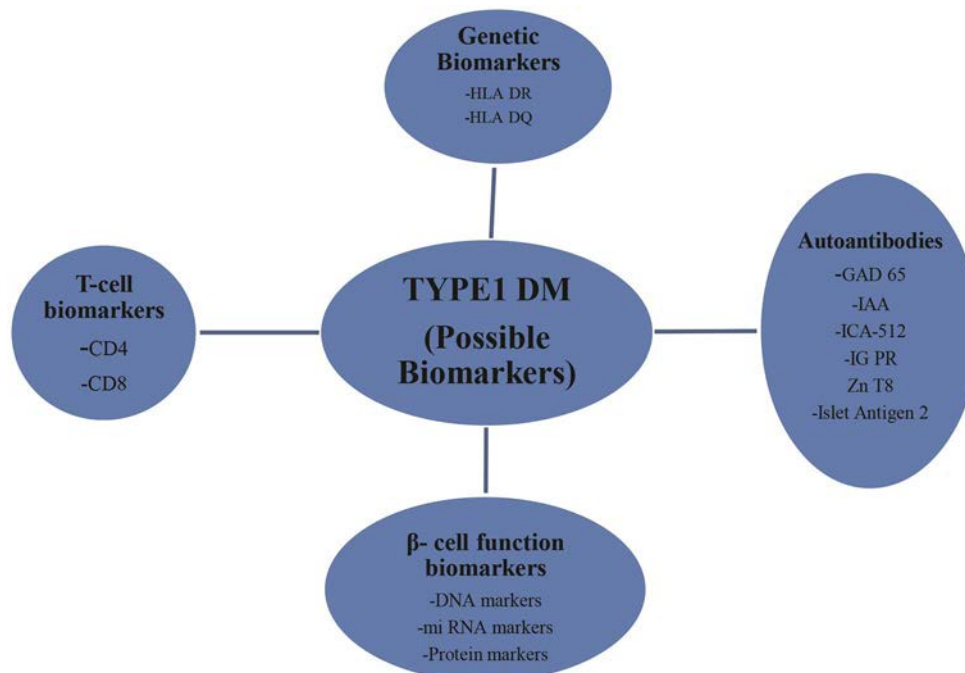 Genetic
Biomarkers
-HLA DR
-HLA DQ
T-cell
biomarkers
-CD4
-CD8
TYPE1 DM
(Possible
Biomarkers)
Autoantibodies
-GAD 65
-IAA
-ICA-512
-IG PR
Zn T8
-Islet Antigen 2
β- cell function
biomarkers
-DNA markers
-mi RNA markers
-Protein markers